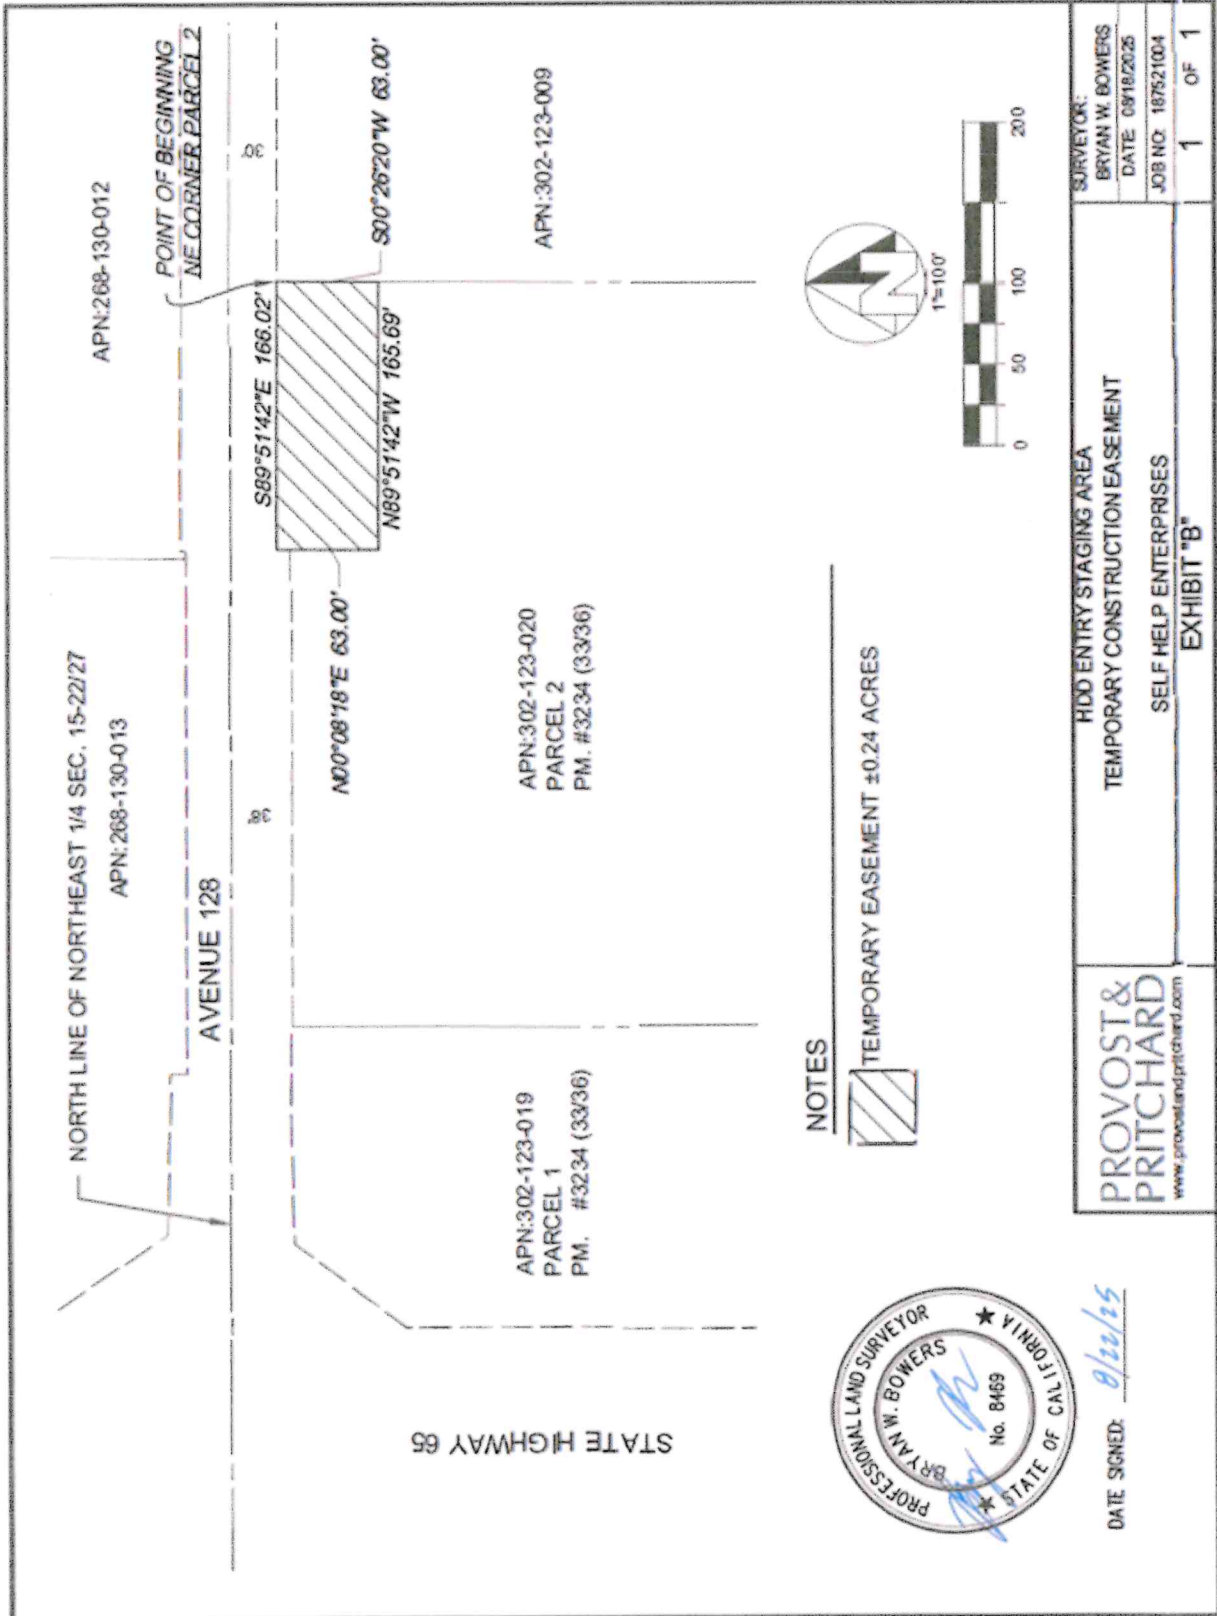 NORTH LINE OF NORTHEAST 1/4 SEC. 15-22/27
APN:268-130-013
APN:268-130-012
POINT OF BEGINNING
NE CORNER PARCEL 2
AVENUE 128
38'
30'
S89°51'42"E 166.02'
N89°51'42"W 165.69'
S00°26'20"W 63.00'
N00°08'18"E 63.00'
APN:302-123-009
APN:302-123-020
PARCEL 2
PM. #3234 (33/36)
APN:302-123-019
PARCEL 1
PM. #3234 (33/36)
STATE HIGHWAY 65
NOTES
TEMPORARY EASEMENT ±0.24 ACRES
N
1"=100'
0 50 100 200
PROFESSIONAL LAND SURVEYOR
BRYAN W. BOWERS
No. 8469
STATE OF CALIFORNIA
DATE SIGNED:
PROVOST &
PRITCHARD
www.provostandpritchard.com
HDD ENTRY STAGING AREA
TEMPORARY CONSTRUCTION EASEMENT
SELF HELP ENTERPRISES
EXHIBIT "B"
SURVEYOR:
BRYAN W. BOWERS
DATE: 08/18/2025
JOB NO: 187521004
1 OF 1